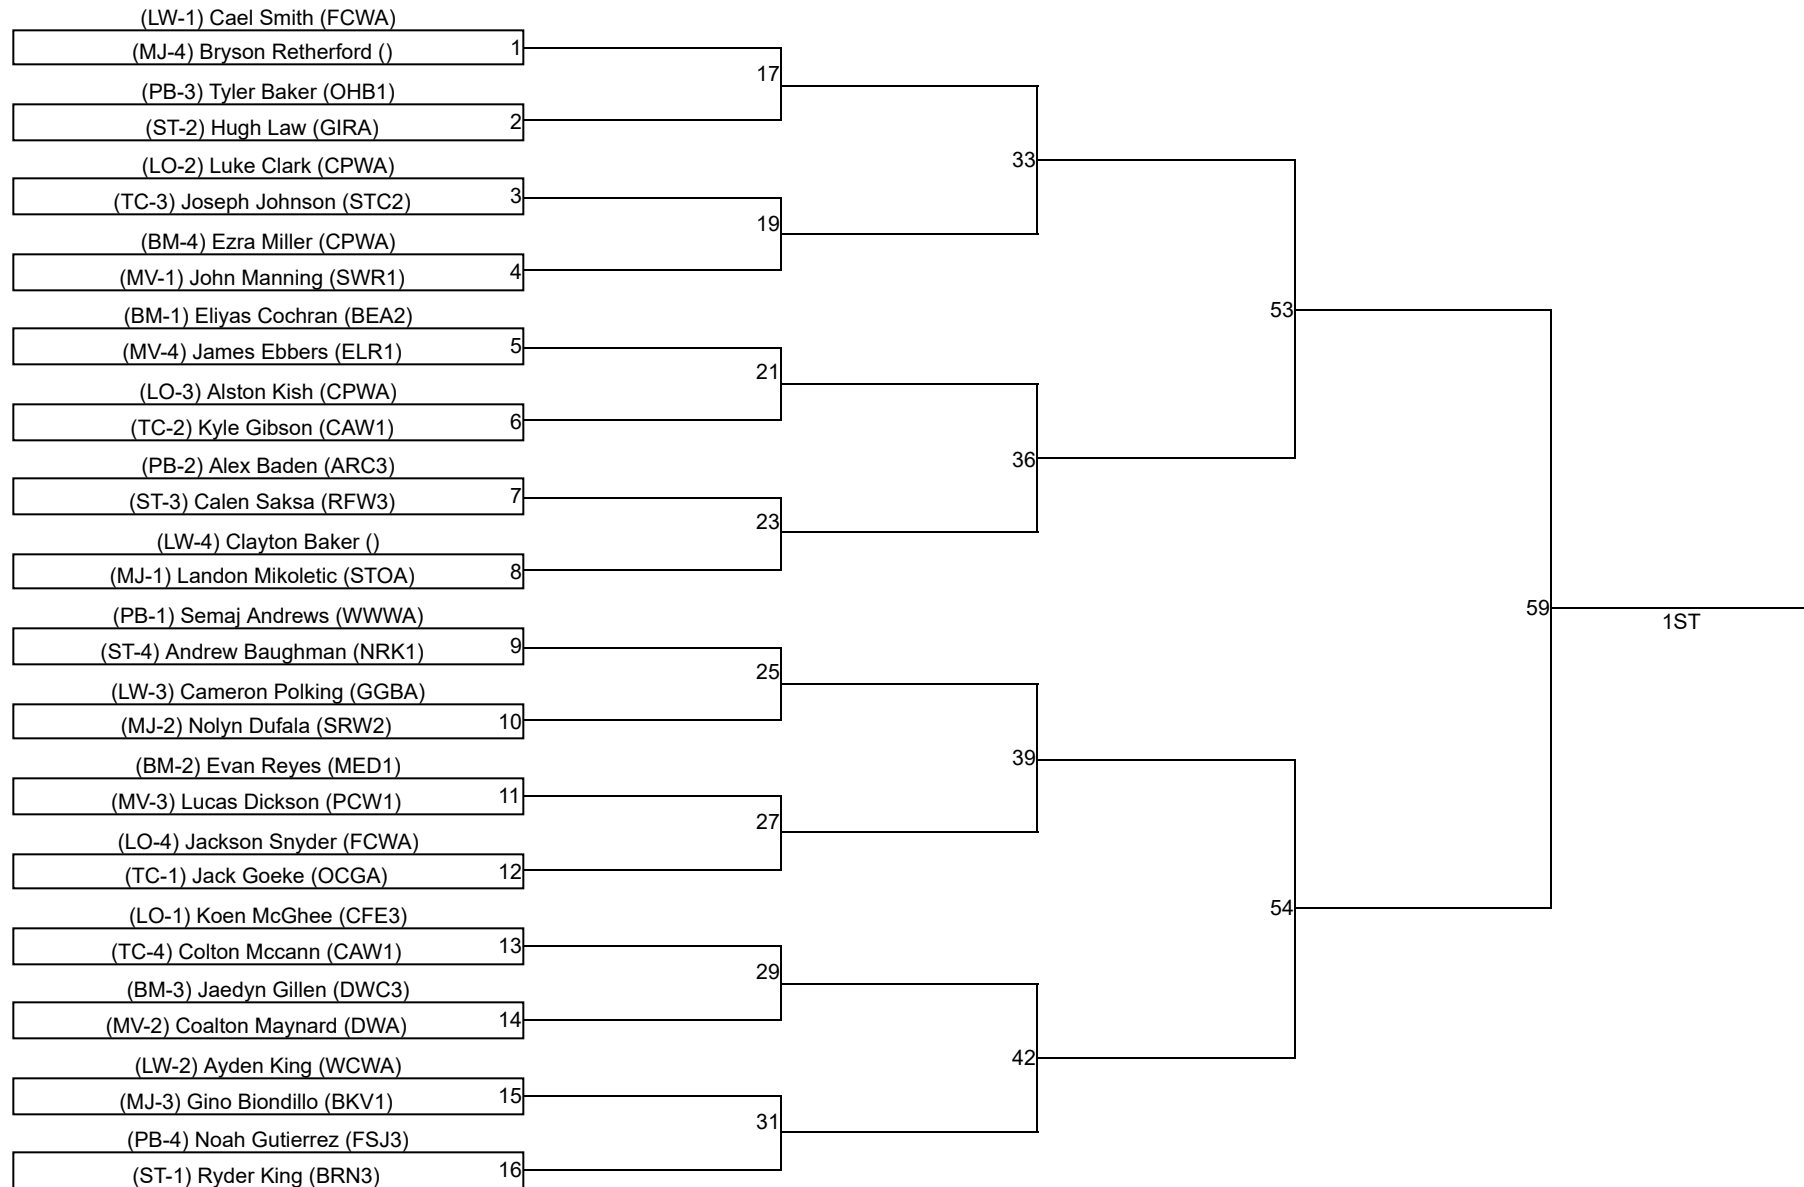 (LW-1) Cael Smith (FCWA)
(MJ-4) Bryson Retherford () 1
17
(PB-3) Tyler Baker (OHB1)
(ST-2) Hugh Law (GIRA) 2
33
(LO-2) Luke Clark (CPWA)
(TC-3) Joseph Johnson (STC2) 3
19
(BM-4) Ezra Miller (CPWA)
(MV-1) John Manning (SWR1) 4
53
(BM-1) Eliyas Cochran (BEA2)
(MV-4) James Ebbers (ELR1) 5
21
(LO-3) Alston Kish (CPWA)
(TC-2) Kyle Gibson (CAW1) 6
36
(PB-2) Alex Baden (ARC3)
(ST-3) Calen Saksa (RFW3) 7
23
(LW-4) Clayton Baker ()
(MJ-1) Landon Mikoletic (STOA) 8
59
1ST
(PB-1) Semaj Andrews (WWWA)
(ST-4) Andrew Baughman (NRK1) 9
25
(LW-3) Cameron Polking (GGBA)
(MJ-2) Nolyn Dufala (SRW2) 10
39
(BM-2) Evan Reyes (MED1)
(MV-3) Lucas Dickson (PCW1) 11
27
(LO-4) Jackson Snyder (FCWA)
(TC-1) Jack Goeke (OCGA) 12
54
(LO-1) Koen McGhee (CFE3)
(TC-4) Colton Mccann (CAW1) 13
29
(BM-3) Jaedyn Gillen (DWC3)
(MV-2) Coalton Maynard (DWA) 14
42
(LW-2) Ayden King (WCWA)
(MJ-3) Gino Biondillo (BKV1) 15
31
(PB-4) Noah Gutierrez (FSJ3)
(ST-1) Ryder King (BRN3) 16